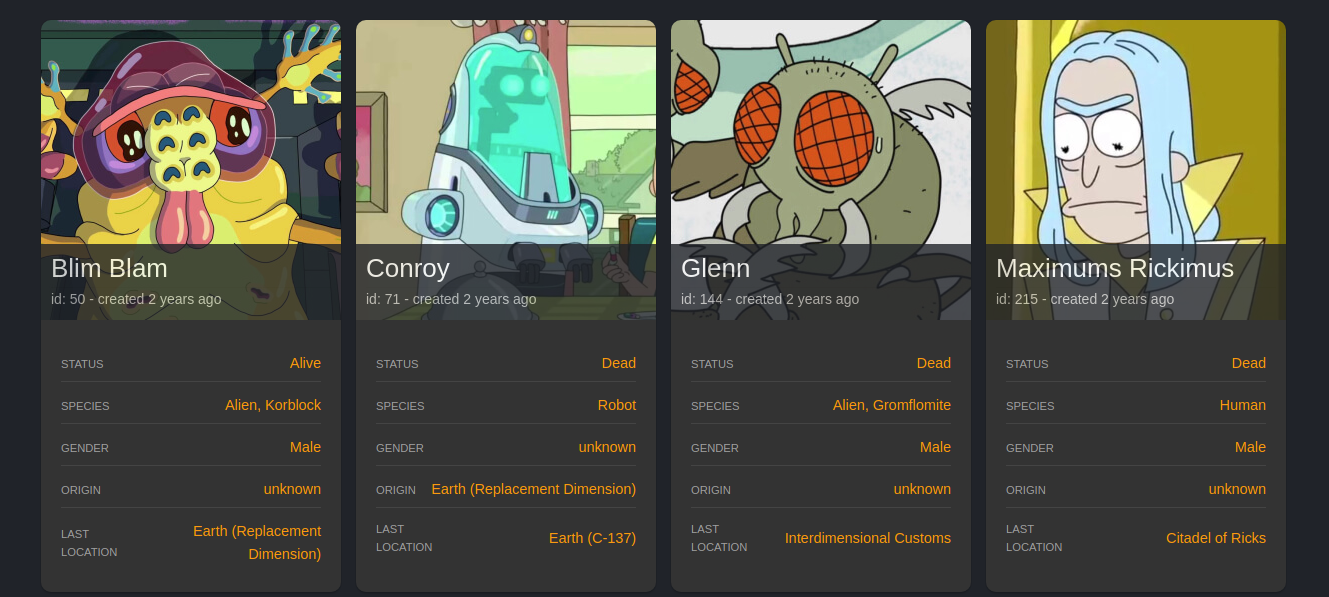 Blim Blam
id: 50 - created 2 years ago
STATUS Alive
SPECIES Alien, Korblock
GENDER Male
ORIGIN unknown
LAST LOCATION Earth (Replacement Dimension)
Conroy
id: 71 - created 2 years ago
STATUS Dead
SPECIES Robot
GENDER unknown
ORIGIN Earth (Replacement Dimension)
LAST LOCATION Earth (C-137)
Glenn
id: 144 - created 2 years ago
STATUS Dead
SPECIES Alien, Gromflomite
GENDER Male
ORIGIN unknown
LAST LOCATION Interdimensional Customs
Maximums Rickimus
id: 215 - created 2 years ago
STATUS Dead
SPECIES Human
GENDER Male
ORIGIN unknown
LAST LOCATION Citadel of Ricks